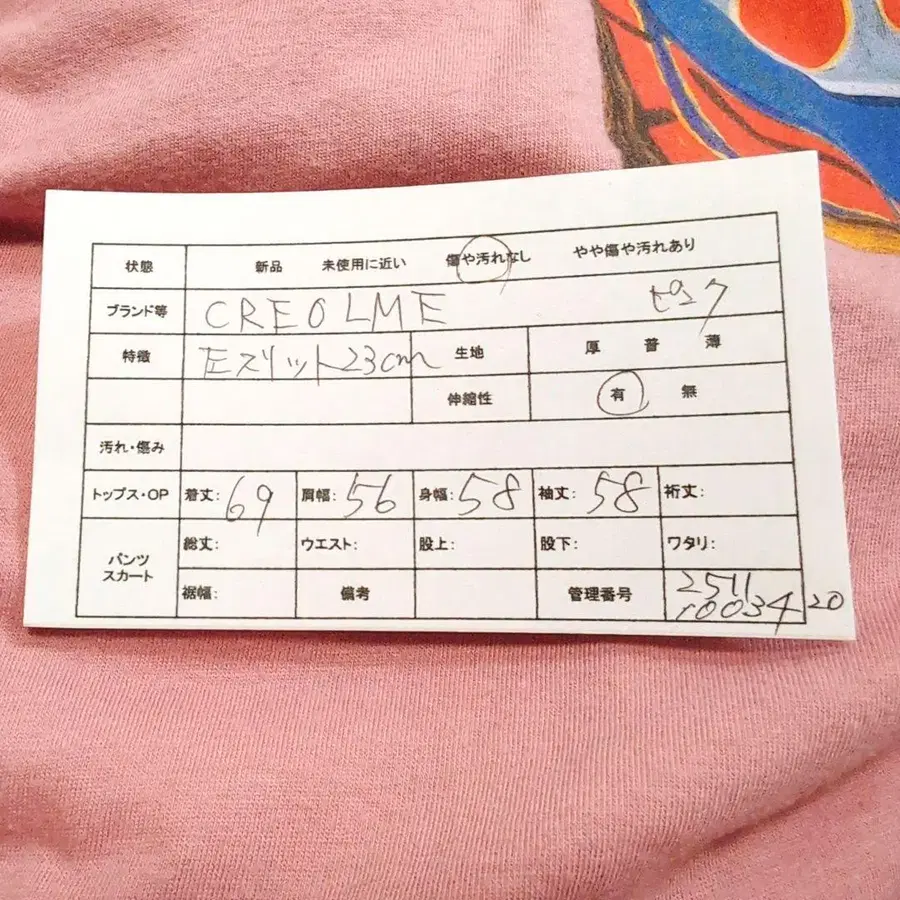 状態 新品 未使用に近い 傷や汚れなし やや傷や汚れあり
ブランド等 CREOLME ピンク
特徴 スリット23cm 生地 厚 普 薄
伸縮性 有 無
汚れ・傷み
トップス・OP 着丈: 69 肩幅: 56 身幅: 58 袖丈: 58 裄丈:
パンツ 総丈: ウエスト: 股上: 股下: ワタリ:
スカート
裾幅: 備考 管理番号 2511
10034 20